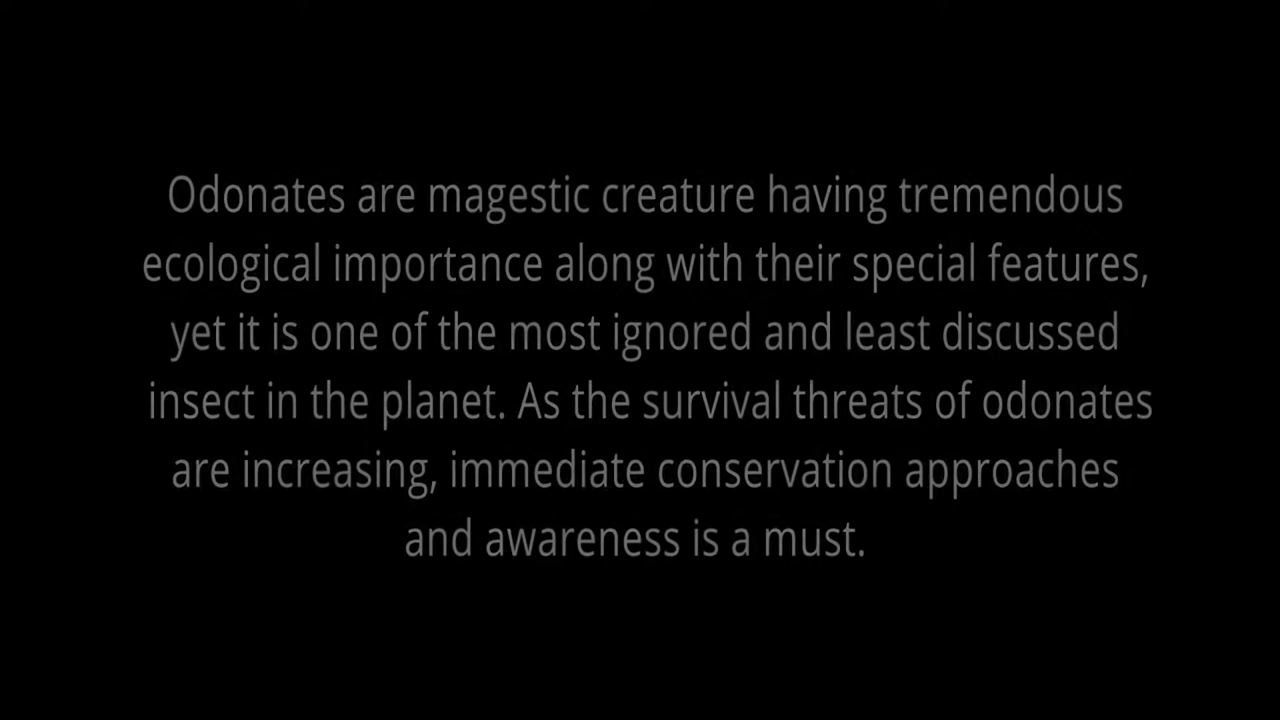 Odonates are magestic creature having tremendous
ecological importance along with their special features,
yet it is one of the most ignored and least discussed
insect in the planet. As the survival threats of odonates
are increasing, immediate conservation approaches
and awareness is a must.